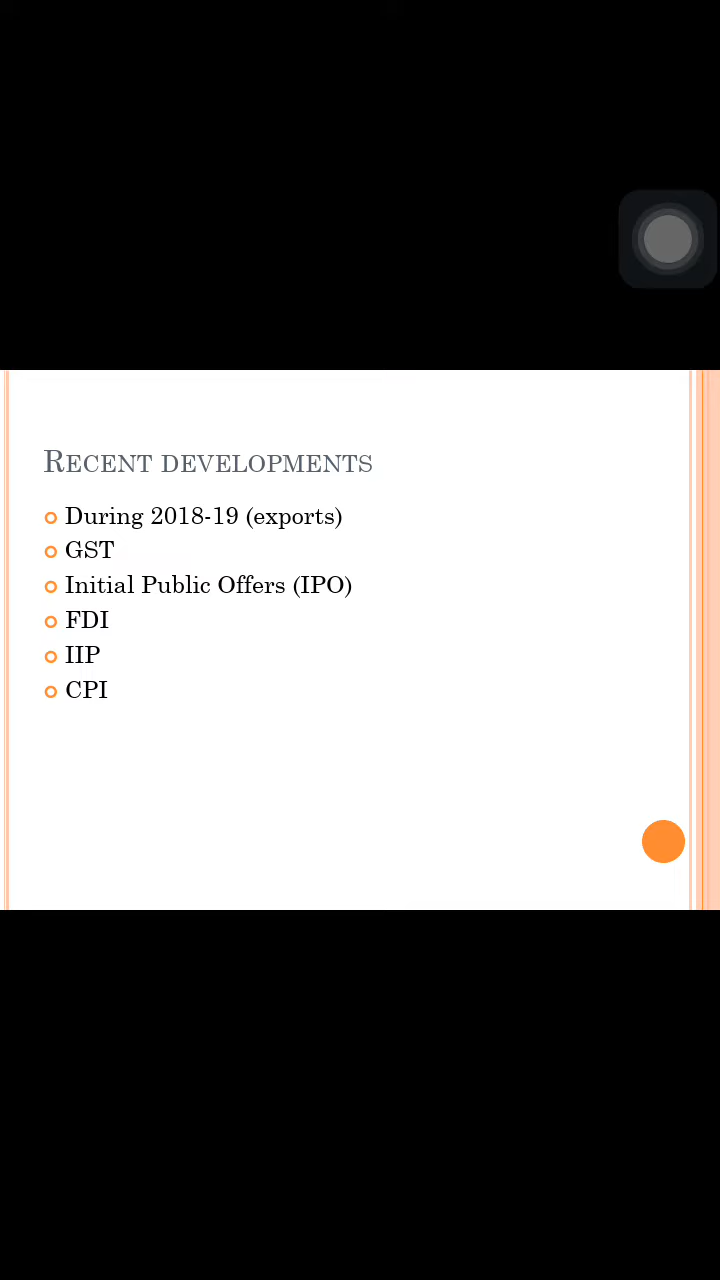 Recent developments
During 2018-19 (exports)
GST
Initial Public Offers (IPO)
FDI
IIP
CPI